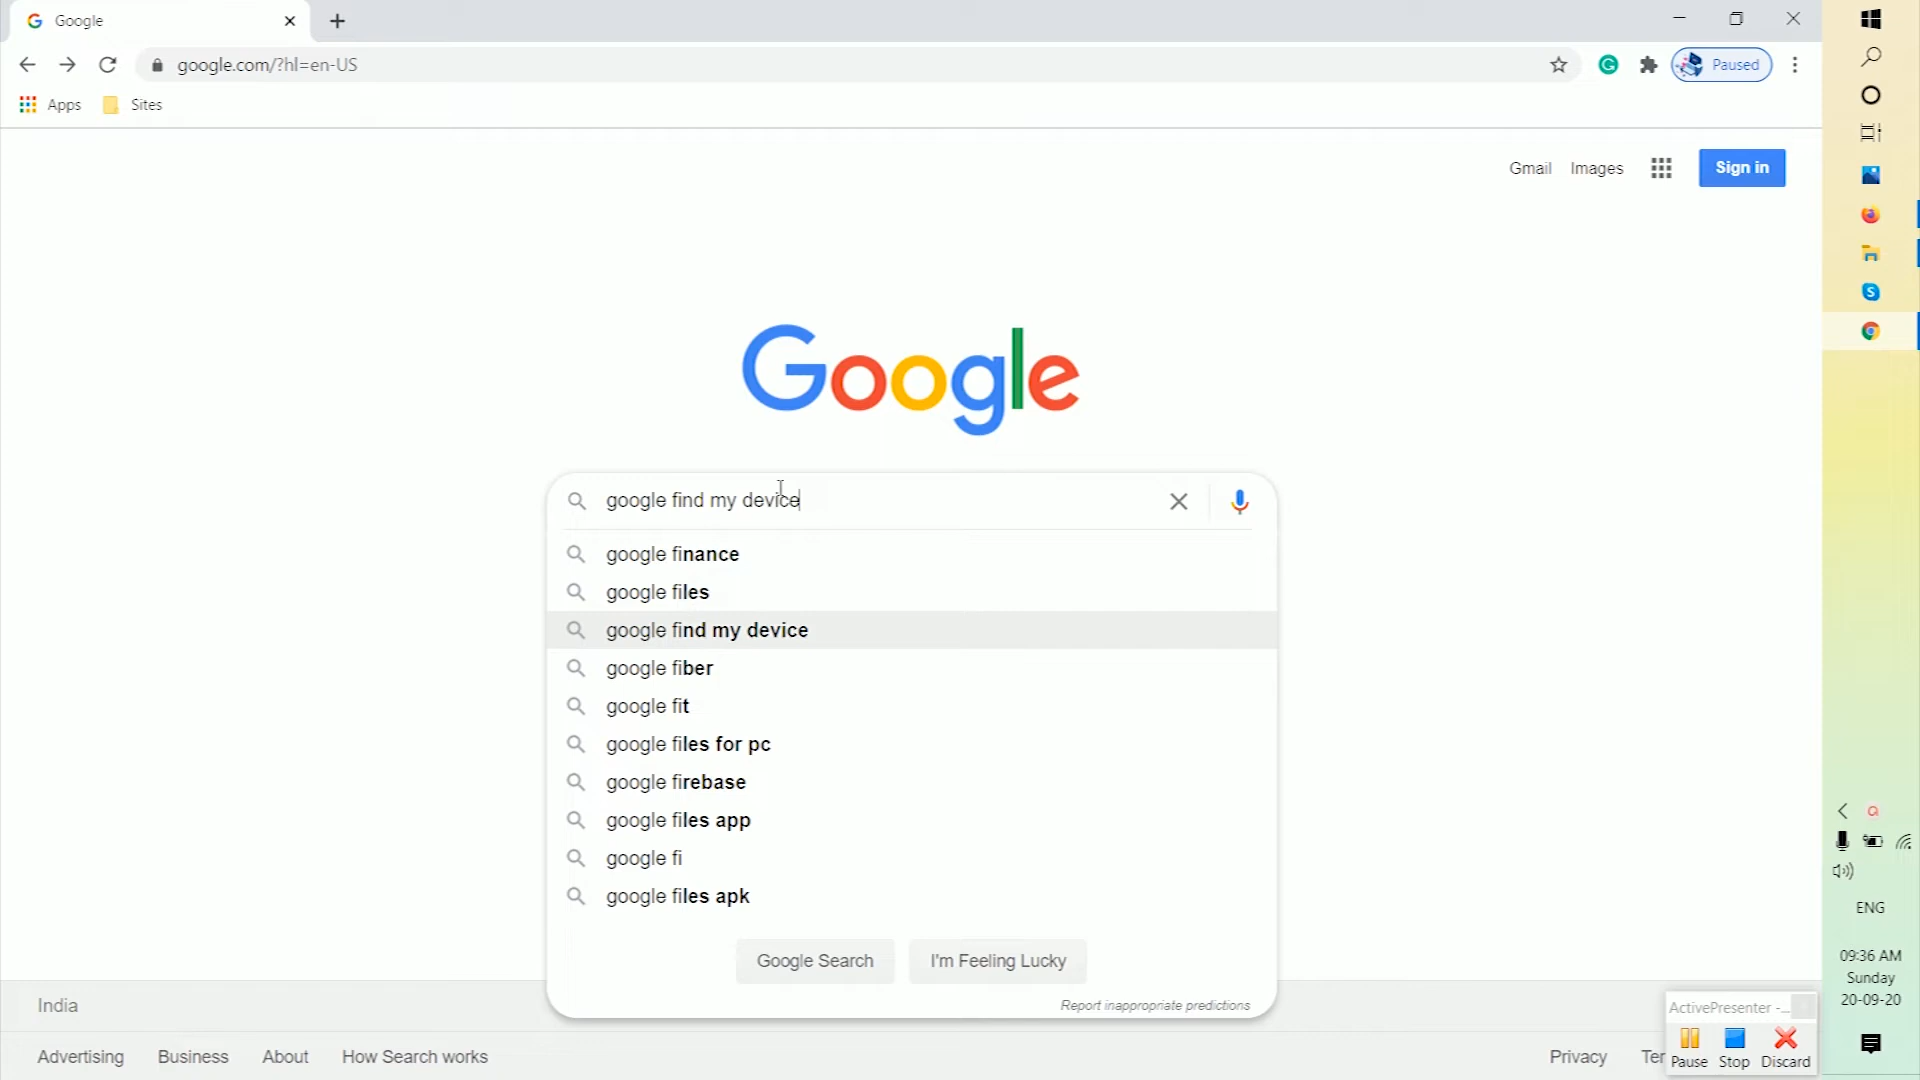 Google
google.com/?hl=en-US
Paused
Apps
Sites
Gmail
Images
Sign in
Google
google find my device
google finance
google files
google find my device
google fiber
google fit
google files for pc
google firebase
google files app
google fi
google files apk
Google Search
I'm Feeling Lucky
Report inappropriate predictions
India
Advertising
Business
About
How Search works
Privacy
Ter
ActivePresenter -...
Pause
Stop
Discard
ENG
09:36 AM
Sunday
20-09-20